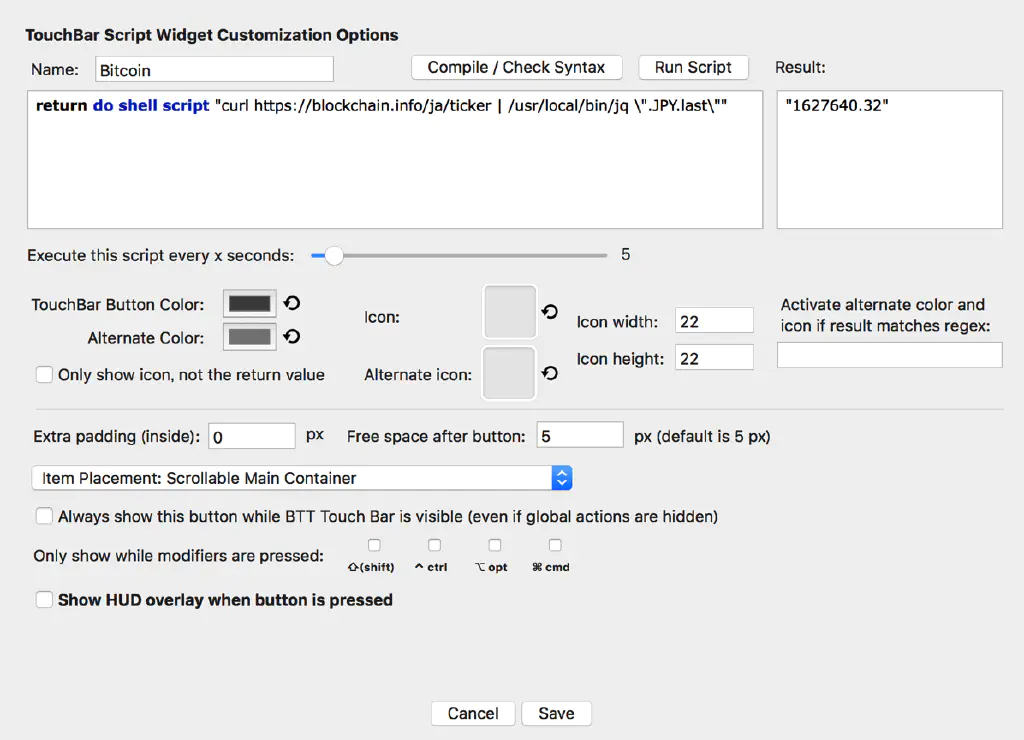 TouchBar Script Widget Customization Options
Name: Bitcoin Compile / Check Syntax Run Script Result:
return do shell script "curl https://blockchain.info/ja/ticker | /usr/local/bin/jq \".JPY.last\"" "1627640.32"
Execute this script every x seconds: 5
TouchBar Button Color:
Alternate Color:
Only show icon, not the return value
Icon:
Alternate icon:
Icon width: 22
Icon height: 22
Activate alternate color and
icon if result matches regex:
Extra padding (inside): 0 px Free space after button: 5 px (default is 5 px)
Item Placement: Scrollable Main Container
Always show this button while BTT Touch Bar is visible (even if global actions are hidden)
Only show while modifiers are pressed: ⇧(shift) ^ ctrl ⌥ opt ⌘ cmd
Show HUD overlay when button is pressed
Cancel Save